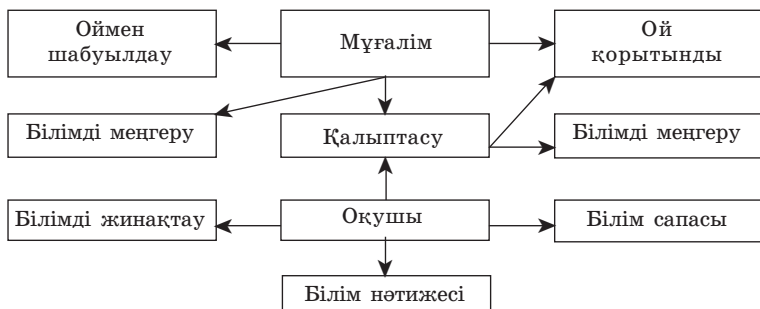 Оймен
шабуылдау
Мұғалім
Ой
қорытынды
Білімді меңгеру
Қалыптасу
Білімді меңгеру
Білімді жинақтау
Оқушы
Білім сапасы
Білім нәтижесі